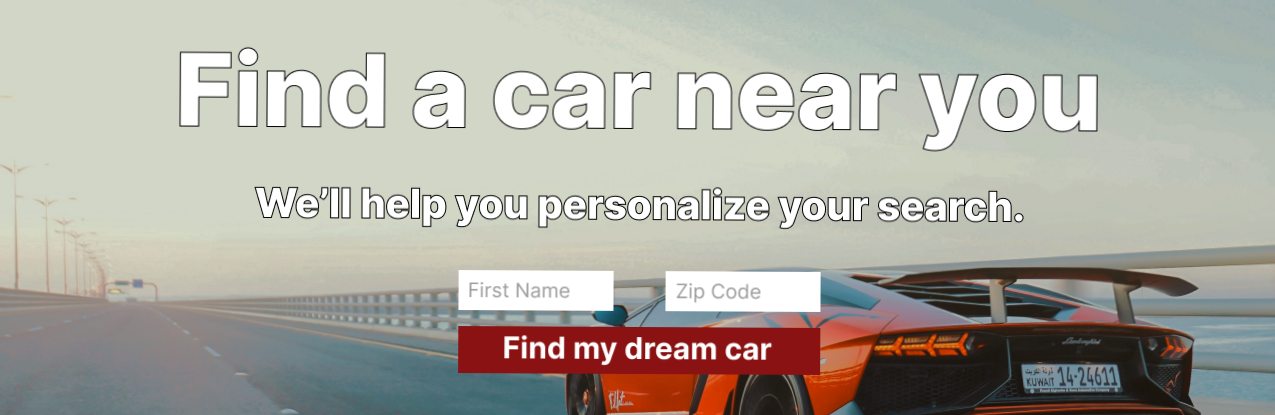 Find a car near you
We’ll help you personalize your search.
First Name
Zip Code
Find my dream car
Lamborghini
KUWAIT 14-24611